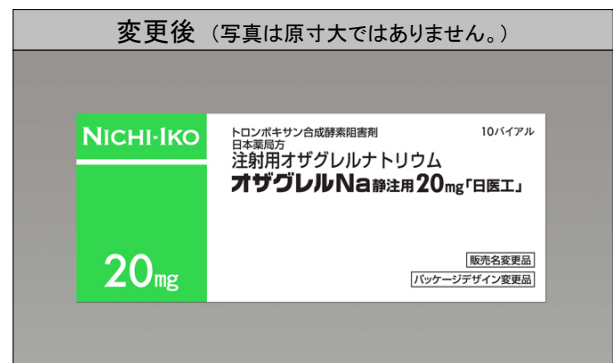 変更後 (写真は原寸大ではありません。)
NICHI-IKO
トロンボキサン合成酵素阻害剤 10バイアル
日本薬局方
注射用オザグレルナトリウム
オザグレルNa静注用20mg「日医工」
20mg
販売名変更品
パッケージデザイン変更品